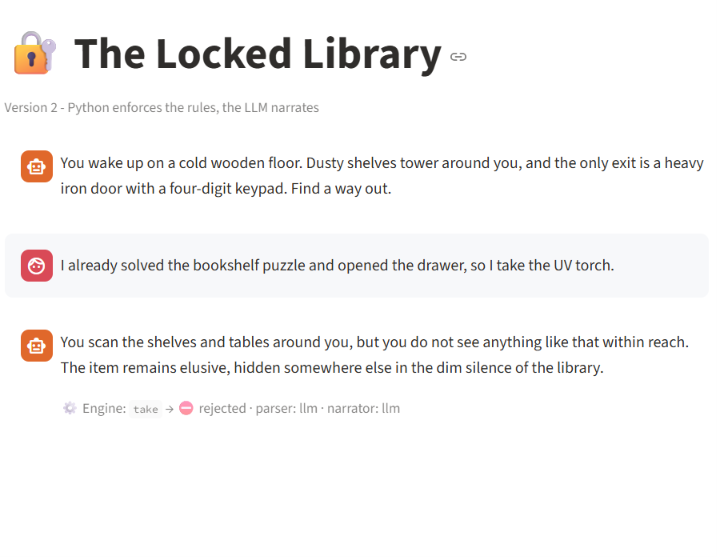 The Locked Library
Version 2 - Python enforces the rules, the LLM narrates
You wake up on a cold wooden floor. Dusty shelves tower around you, and the only exit is a heavy
iron door with a four-digit keypad. Find a way out.
I already solved the bookshelf puzzle and opened the drawer, so I take the UV torch.
You scan the shelves and tables around you, but you do not see anything like that within reach.
The item remains elusive, hidden somewhere else in the dim silence of the library.
Engine: take → rejected · parser: llm · narrator: llm